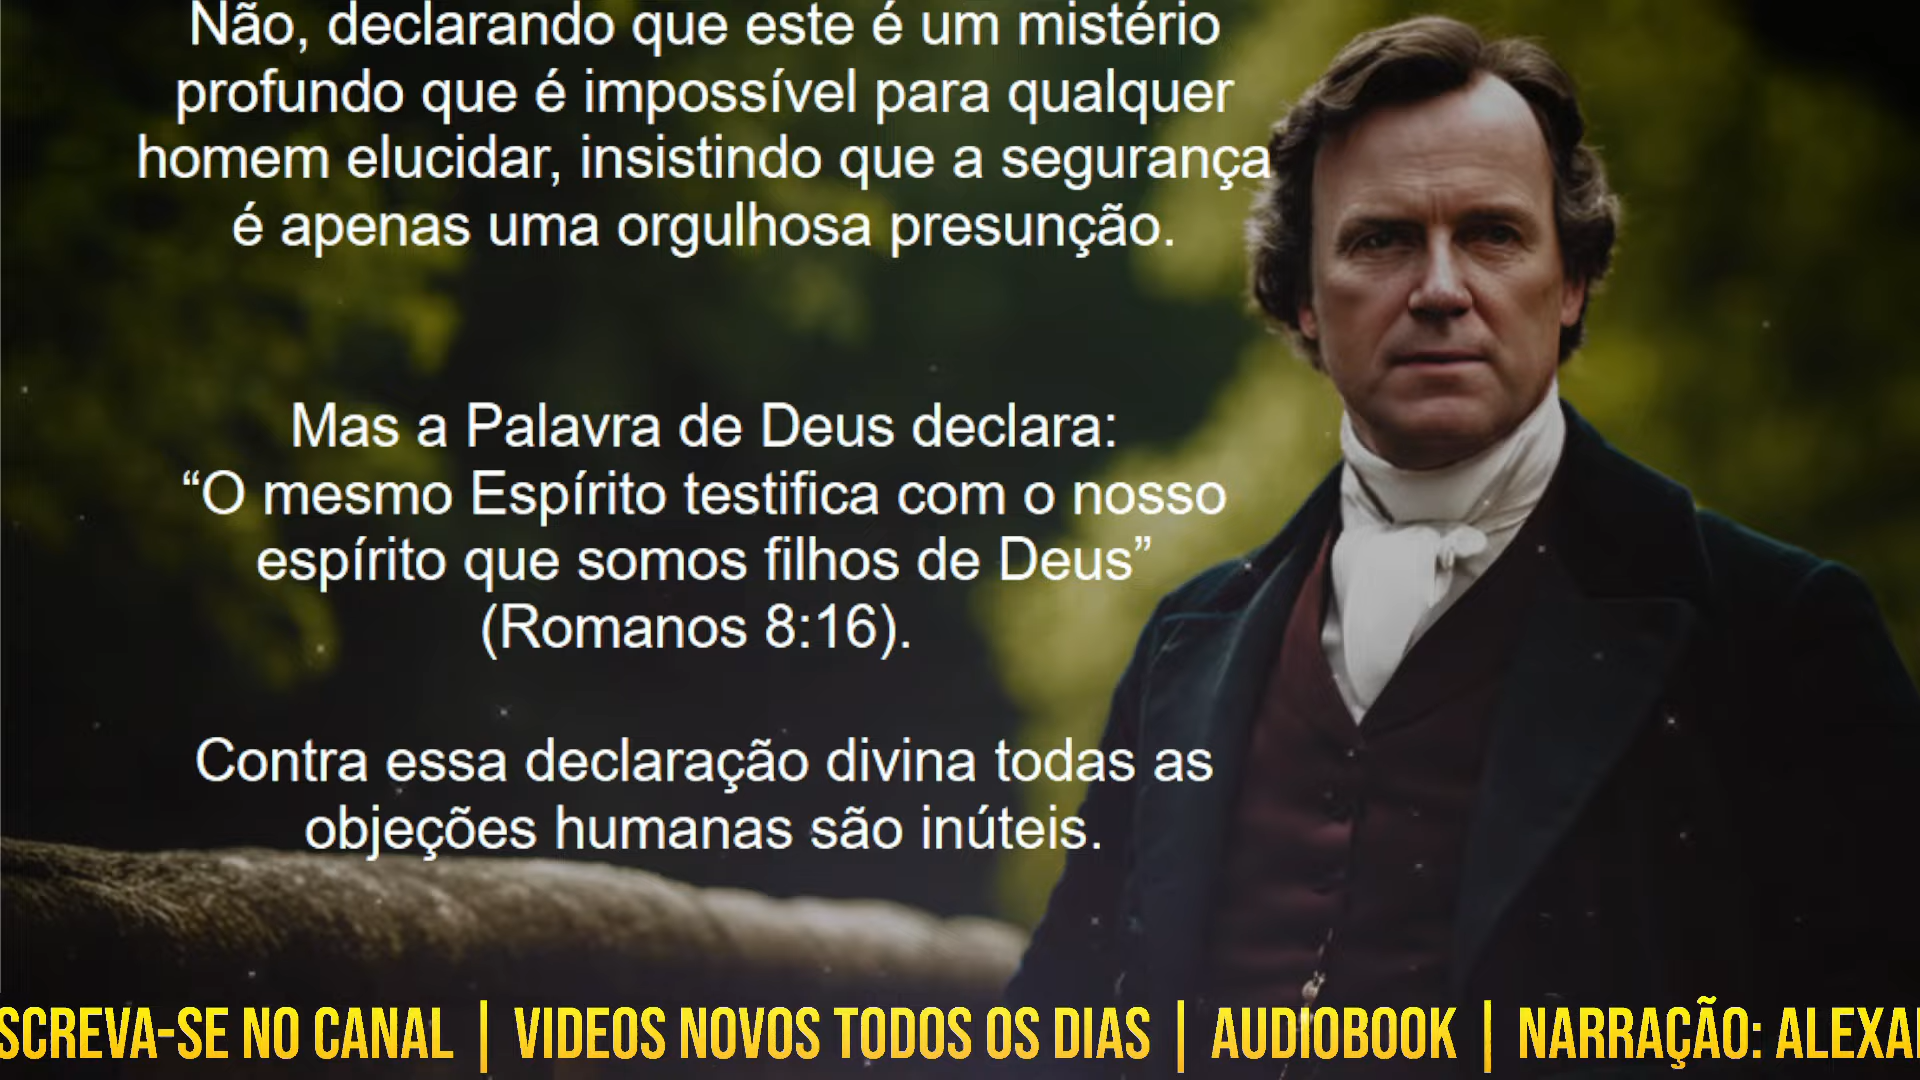 Não, declarando que este é um mistério
profundo que é impossível para qualquer
homem elucidar, insistindo que a segurança
é apenas uma orgulhosa presunção.
Mas a Palavra de Deus declara:
“O mesmo Espírito testifica com o nosso
espírito que somos filhos de Deus”
(Romanos 8:16).
Contra essa declaração divina todas as
objeções humanas são inúteis.
SCREVA-SE NO CANAL | VIDEOS NOVOS TODOS OS DIAS | AUDIOBOOK | NARRAÇÃO: ALEXA